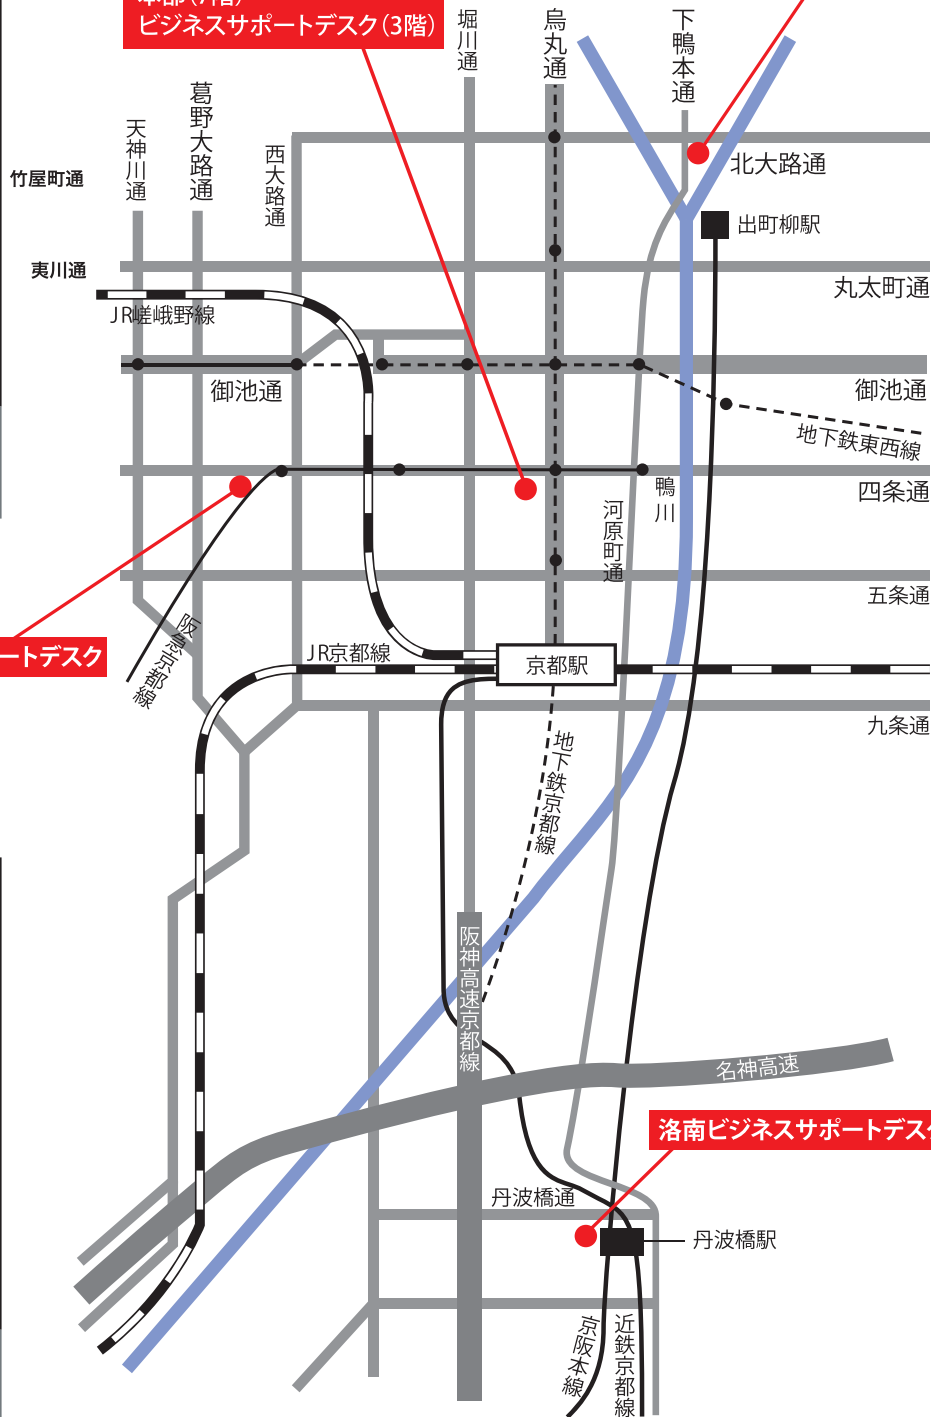 本部（7階）
ビジネスサポートデスク（3階）
堀川通
烏丸通
下鴨本通
葛野大路通
天神川通
西大路通
竹屋町通
北大路通
出町柳駅
夷川通
丸太町通
JR嵯峨野線
御池通
御池通
地下鉄東西線
四条通
鴨川
河原町通
五条通
阪急京都線
JR京都線
京都駅
ートデスク
九条通
地下鉄京都線
阪神高速京都線
名神高速
洛南ビジネスサポートデスク
丹波橋通
丹波橋駅
京阪本線
近鉄京都線